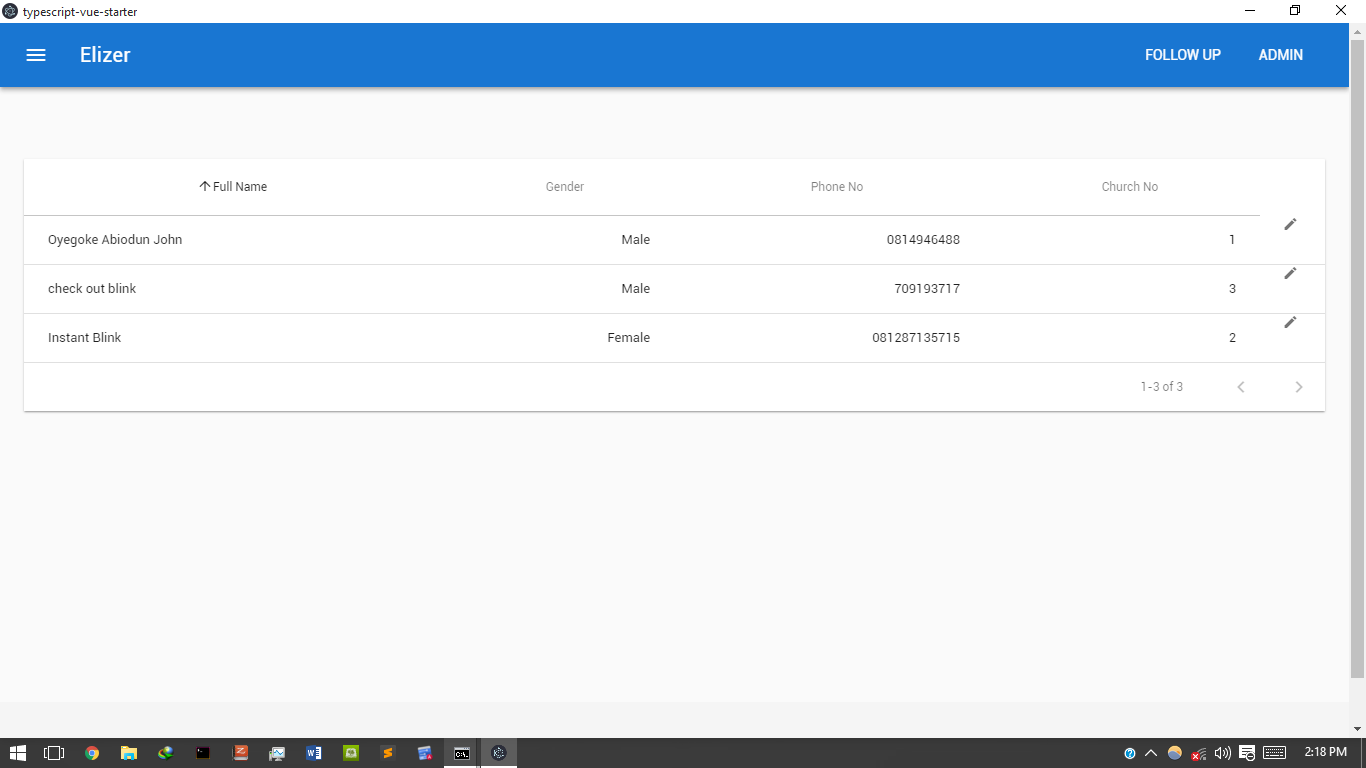 typescript-vue-starter
Elizer FOLLOW UP ADMIN
Full Name Gender Phone No Church No
Oyegoke Abiodun John Male 0814946488 1
check out blink Male 709193717 3
Instant Blink Female 081287135715 2
1-3 of 3
2:18 PM